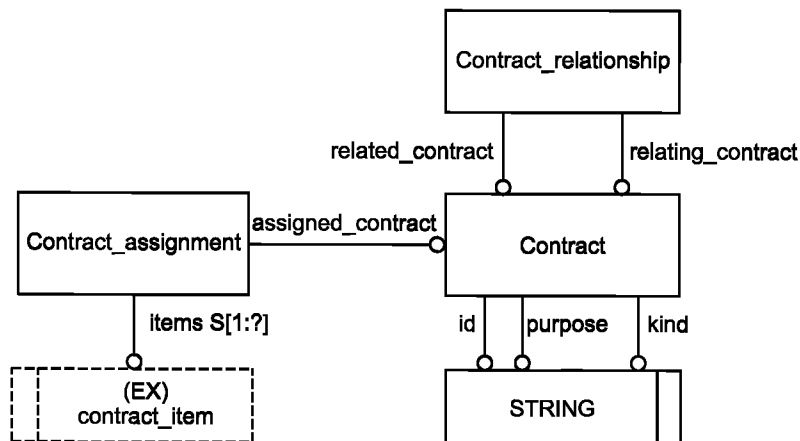 Contract_relationship
related_contract
relating_contract
Contract_assignment
assigned_contract
Contract
items S[1:?]
id
purpose
kind
(EX)
contract_item
STRING